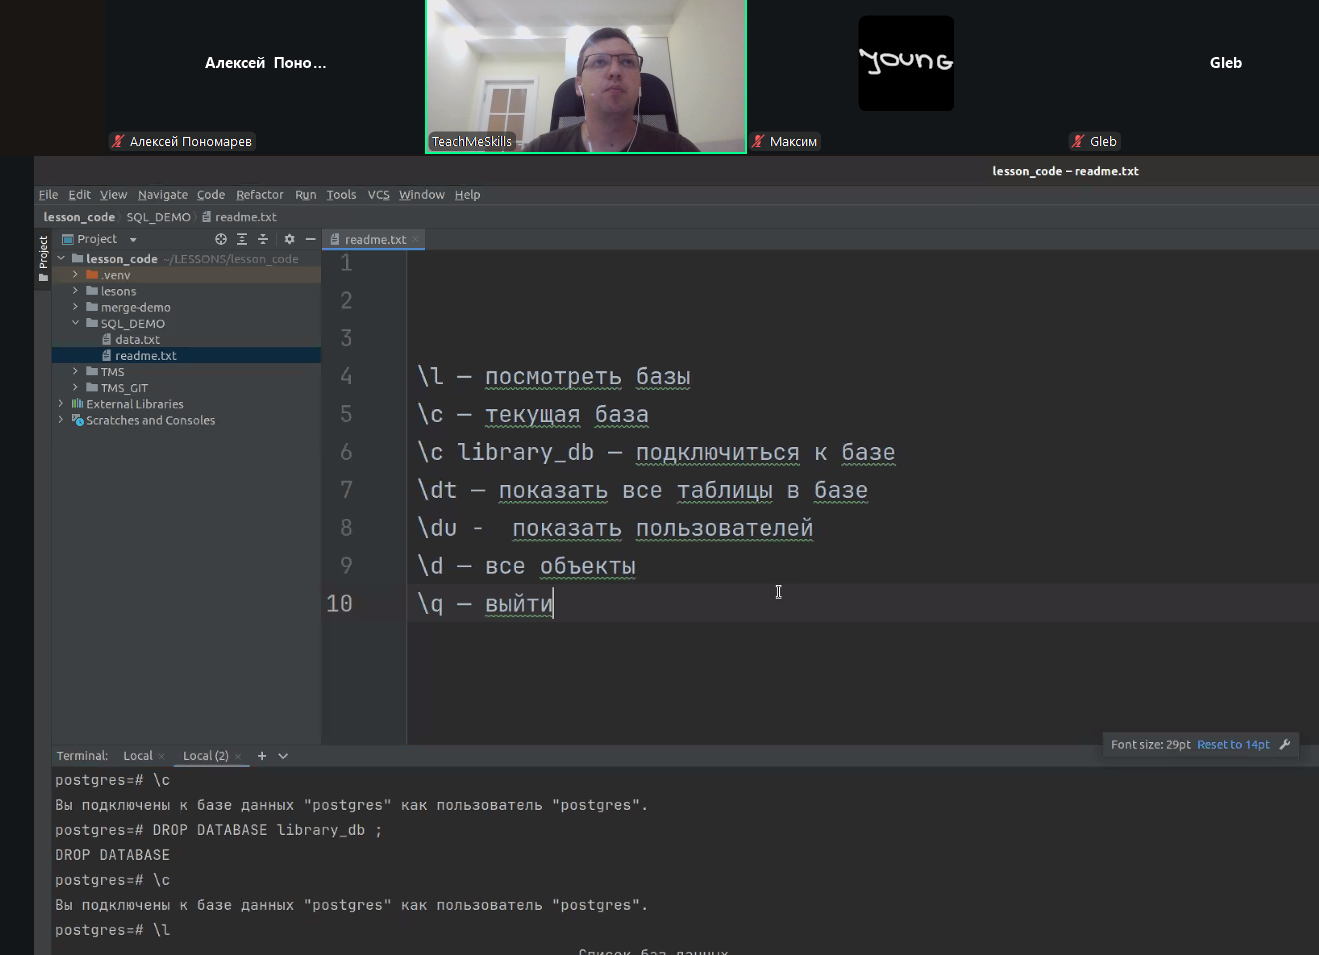 Алексей Поно...
young
Gleb
Алексей Пономарев
TeachMeSkills
Максим
Gleb
lesson_code – readme.txt
File Edit View Navigate Code Refactor Run Tools VCS Window Help
lesson_code SQL_DEMO readme.txt
Project
Project
readme.txt
lesson_code ~/LESSONS/lesson_code
.venv
lesons
merge-demo
SQL_DEMO
data.txt
readme.txt
TMS
TMS_GIT
External Libraries
Scratches and Consoles
1
2
3
4 \l – посмотреть базы
5 \c – текущая база
6 \c library_db – подключиться к базе
7 \dt – показать все таблицы в базе
8 \du -  показать пользователей
9 \d – все объекты
10 \q – выйти
Font size: 29pt Reset to 14pt
Terminal: Local Local (2)
postgres=# \c
Вы подключены к базе данных "postgres" как пользователь "postgres".
postgres=# DROP DATABASE library_db ;
DROP DATABASE
postgres=# \c
Вы подключены к базе данных "postgres" как пользователь "postgres".
postgres=# \l
Список баз данных